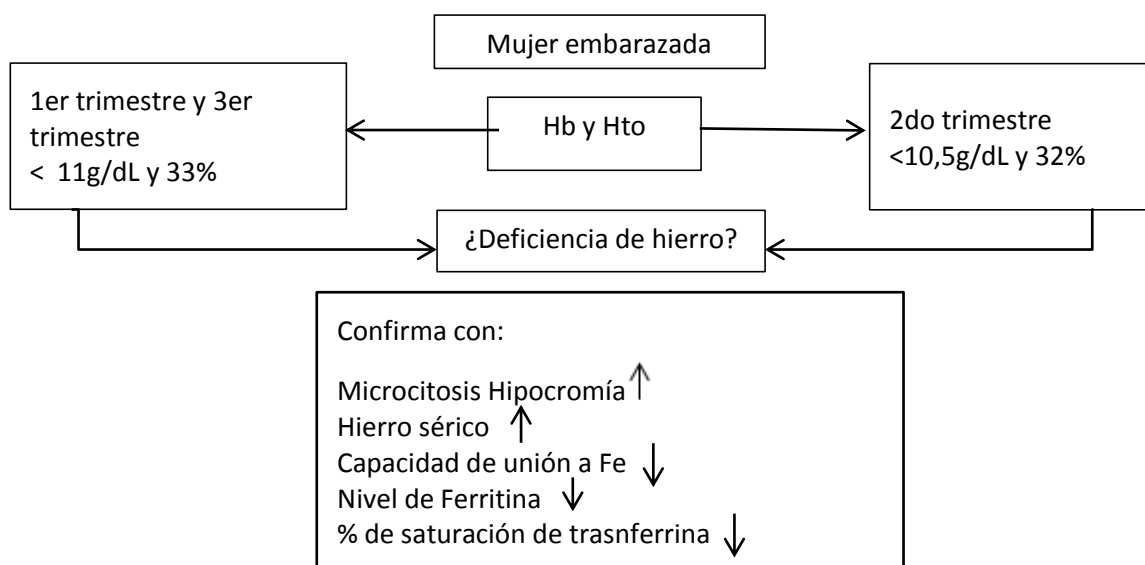 Mujer embarazada
1er trimestre y 3er
trimestre
< 11g/dL y 33%
Hb y Hto
2do trimestre
<10,5g/dL y 32%
¿Deficiencia de hierro?
Confirma con:
Microcitosis Hipocromía ↑
Hierro sérico ↑
Capacidad de unión a Fe ↓
Nivel de Ferritina ↓
% de saturación de trasnferrina ↓